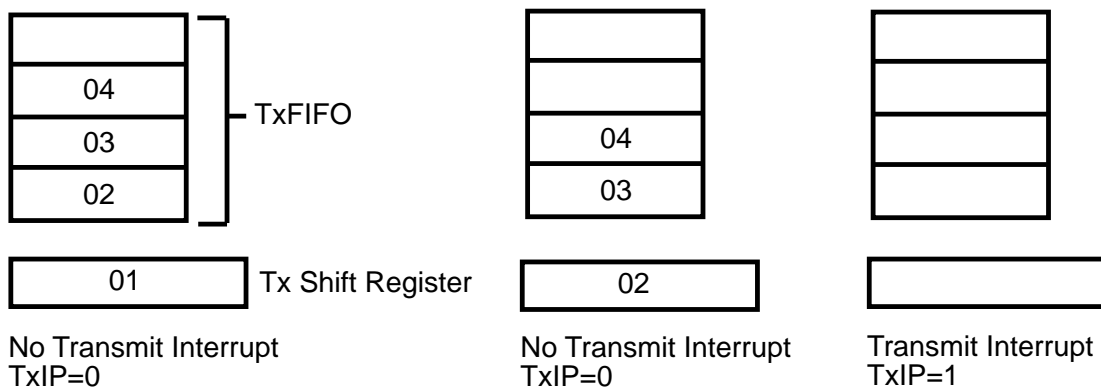 04
03
02
TxFIFO
01
Tx Shift Register
No Transmit Interrupt
TxIP=0
04
03
02
No Transmit Interrupt
TxIP=0
Transmit Interrupt
TxIP=1